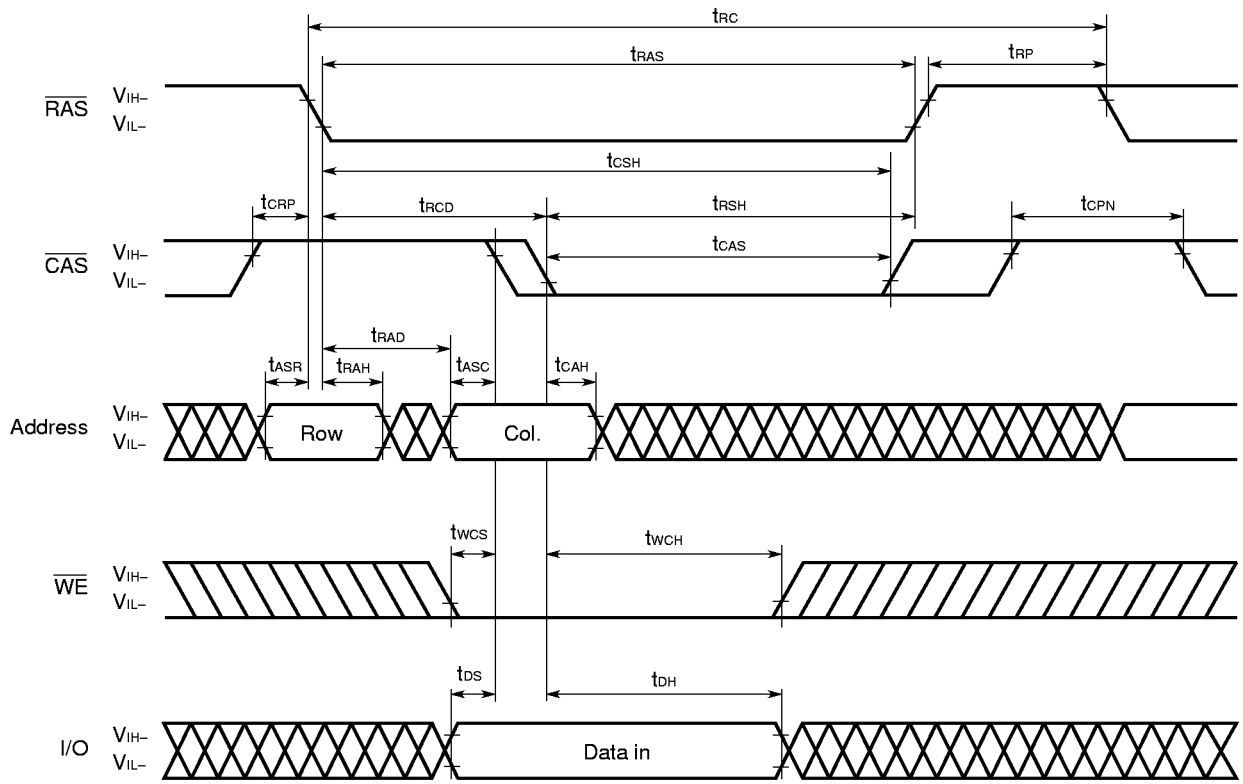 tRC
tRAS
tRP
RAS
VIH–
VIL–
tCSH
tCRP
tRCD
tRSH
tCPN
CAS
VIH–
VIL–
tCAS
tRAD
tASR
tRAH
tASC
tCAH
Address
VIH–
VIL–
Row
Col.
tWCS
tWCH
WE
VIH–
VIL–
tDS
tDH
I/O
VIH–
VIL–
Data in